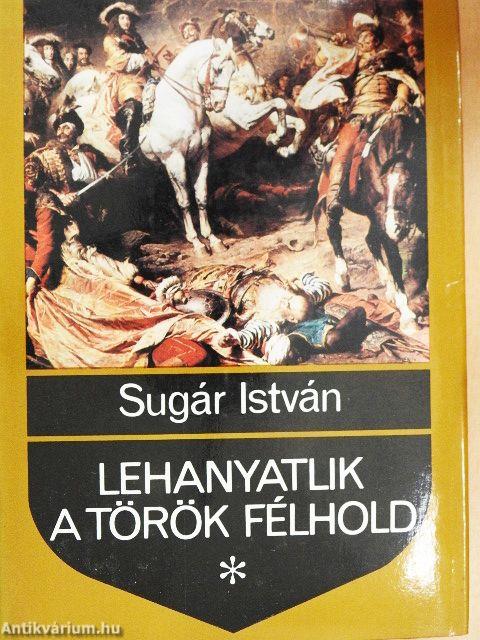 Sugár István
LEHANYATLIK
A TÖRÖK FÉLHOLD
*
Antikvárium.hu